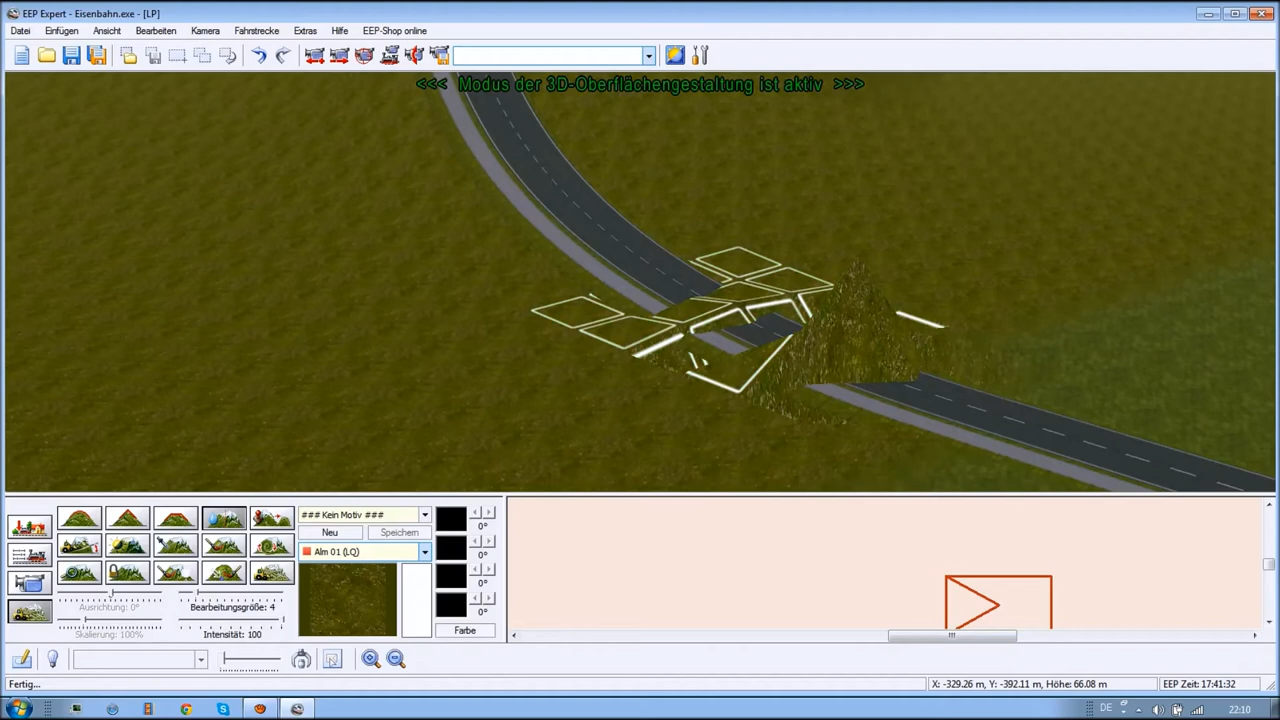 EEP Expert - Eisenbahn.exe - [LP]
Datei Einfügen Ansicht Bearbeiten Kamera Fahrstrecke Extras Hilfe EEP-Shop online
<<< Modus der 3D-Oberflächengestaltung ist aktiv >>>
### Kein Motiv ###
0°
Neu Speichern
Alm 01 (LQ)
0°
0°
Ausrichtung: 0° Bearbeitungsgröße: 4
0°
Skalierung: 100% Intensität: 100
Farbe
Fertig...
X: -329.26 m, Y: -392.11 m, Höhe: 66.08 m
EEP Zeit: 17:41:32
DE
22:10